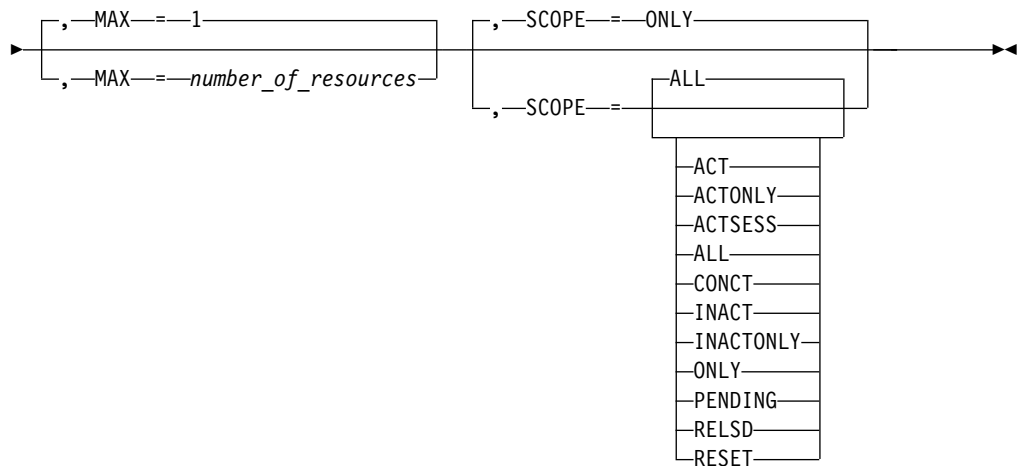 , MAX = 1
, SCOPE = ONLY
, MAX = number_of_resources
ALL
, SCOPE =
ACT
ACTONLY
ACTSESS
ALL
CONCT
INACT
INACTONLY
ONLY
PENDING
RELSD
RESET